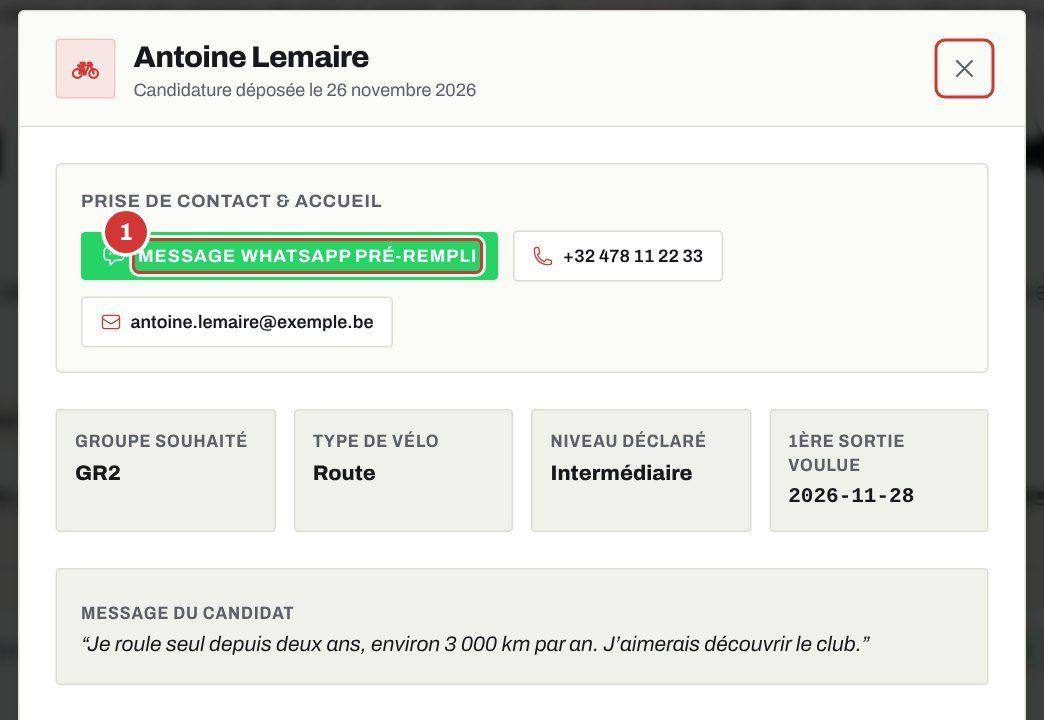 Antoine Lemaire
Candidature déposée le 26 novembre 2026
PRISE DE CONTACT & ACCUEIL
1
MESSAGE WHATSAPP PRÉ-REMPLI
+32 478 11 22 33
antoine.lemaire@exemple.be
GROUPE SOUHAITÉ
GR2
TYPE DE VÉLO
Route
NIVEAU DÉCLARÉ
Intermédiaire
1ÈRE SORTIE
VOULUE
2026-11-28
MESSAGE DU CANDIDAT
“Je roule seul depuis deux ans, environ 3 000 km par an. J’aimerais découvrir le club.”